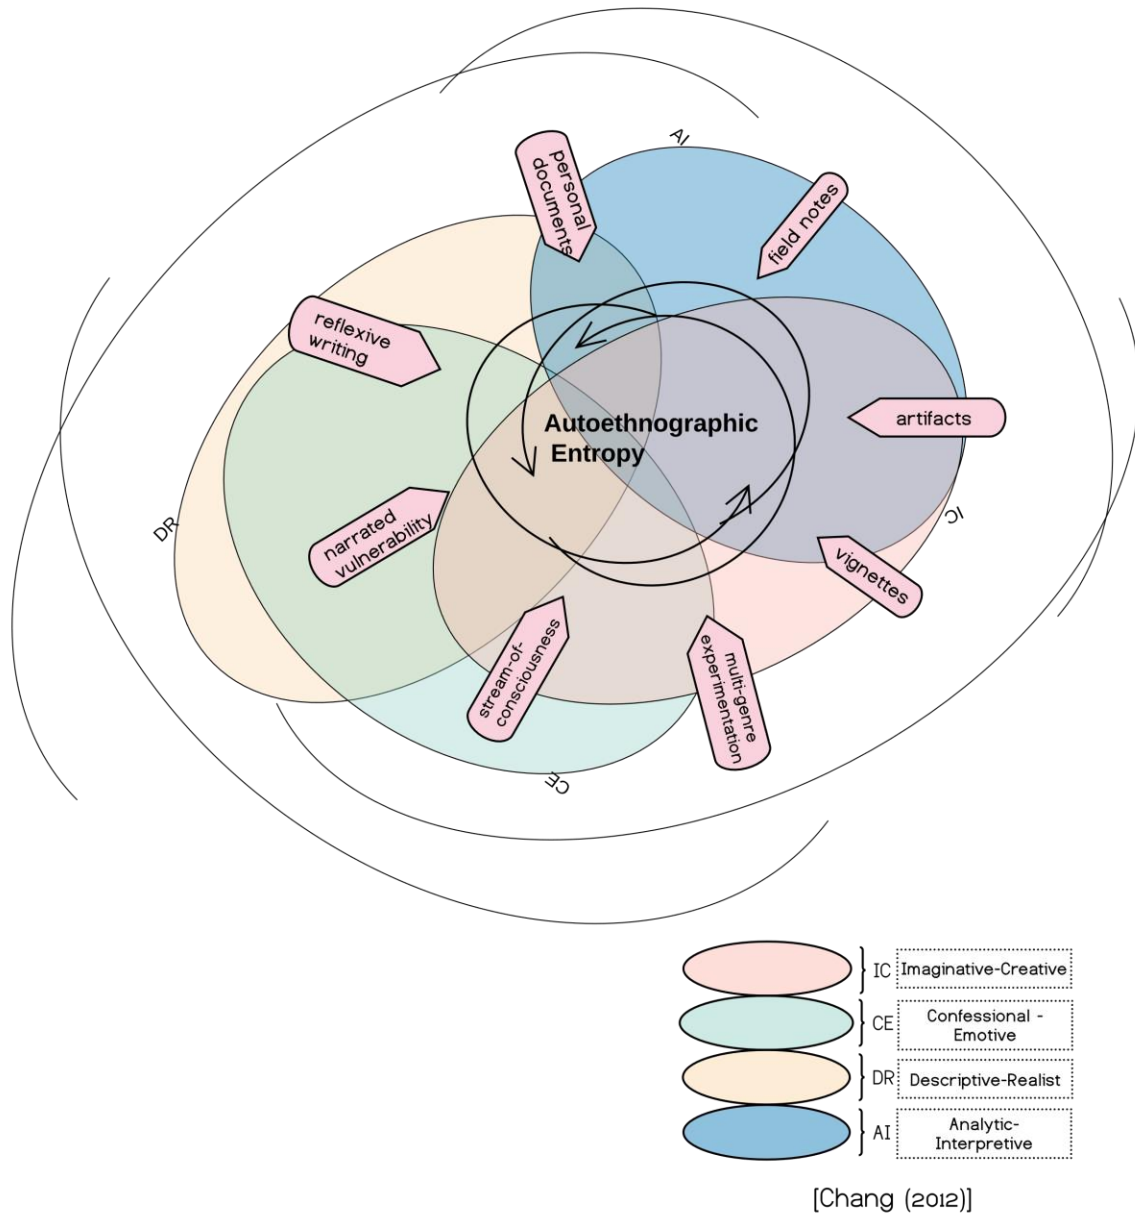 AI
personal
documents
field notes
reflexive
writing
artifacts
Autoethnographic
Entropy
DR
narrated
vulnerability
IC
vignettes
stream-of-
consciousness
multi-genre
experimentation
CE
IC
Imaginative-Creative
CE
Confessional -
Emotive
DR
Descriptive-Realist
AI
Analytic-
Interpretive
[Chang (2012)]